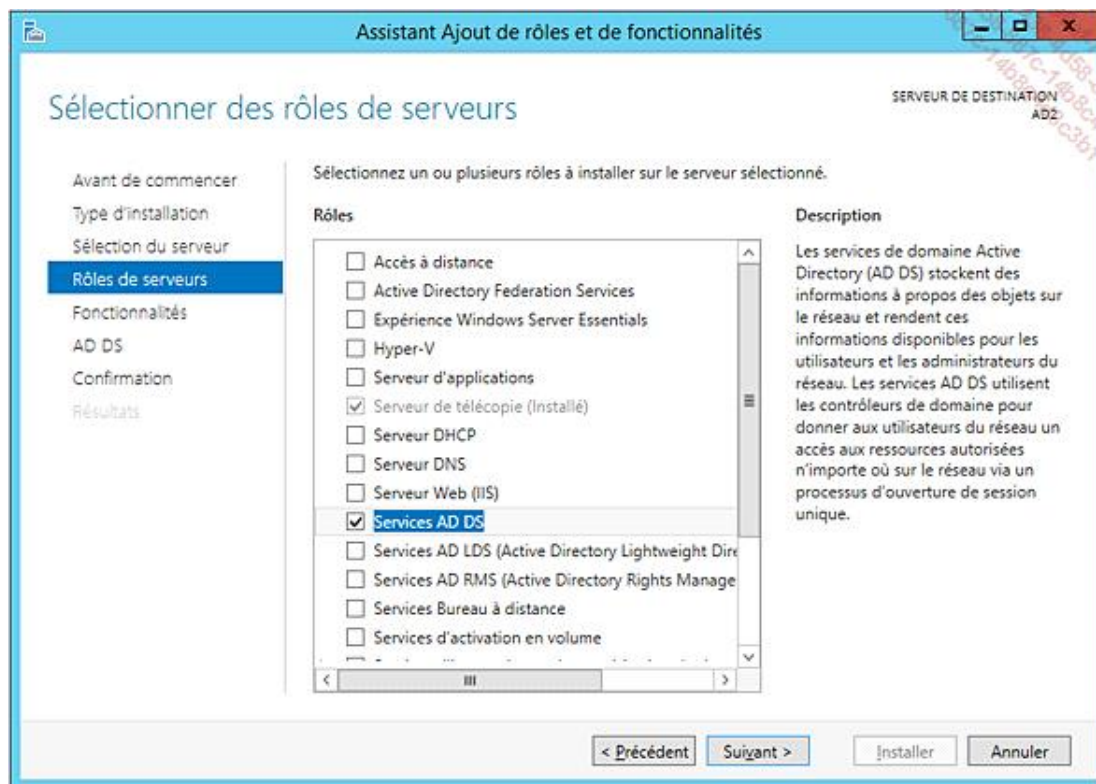 Assistant Ajout de rôles et de fonctionnalités
Sélectionner des rôles de serveurs
SERVEUR DE DESTINATION
AD2
Avant de commencer
Type d'installation
Sélection du serveur
Rôles de serveurs
Fonctionnalités
AD DS
Confirmation
Résultats
Sélectionnez un ou plusieurs rôles à installer sur le serveur sélectionné.
Rôles
Accès à distance
Active Directory Federation Services
Expérience Windows Server Essentials
Hyper-V
Serveur d'applications
Serveur de télécopie (Installé)
Serveur DHCP
Serveur DNS
Serveur Web (IIS)
Services AD DS
Services AD LDS (Active Directory Lightweight Dire
Services AD RMS (Active Directory Rights Manage
Services Bureau à distance
Services d'activation en volume
Description
Les services de domaine Active
Directory (AD DS) stockent des
informations à propos des objets sur
le réseau et rendent ces
informations disponibles pour les
utilisateurs et les administrateurs du
réseau. Les services AD DS utilisent
les contrôleurs de domaine pour
donner aux utilisateurs du réseau un
accès aux ressources autorisées
n'importe où sur le réseau via un
processus d'ouverture de session
unique.
< Précédent
Suivant >
Installer
Annuler